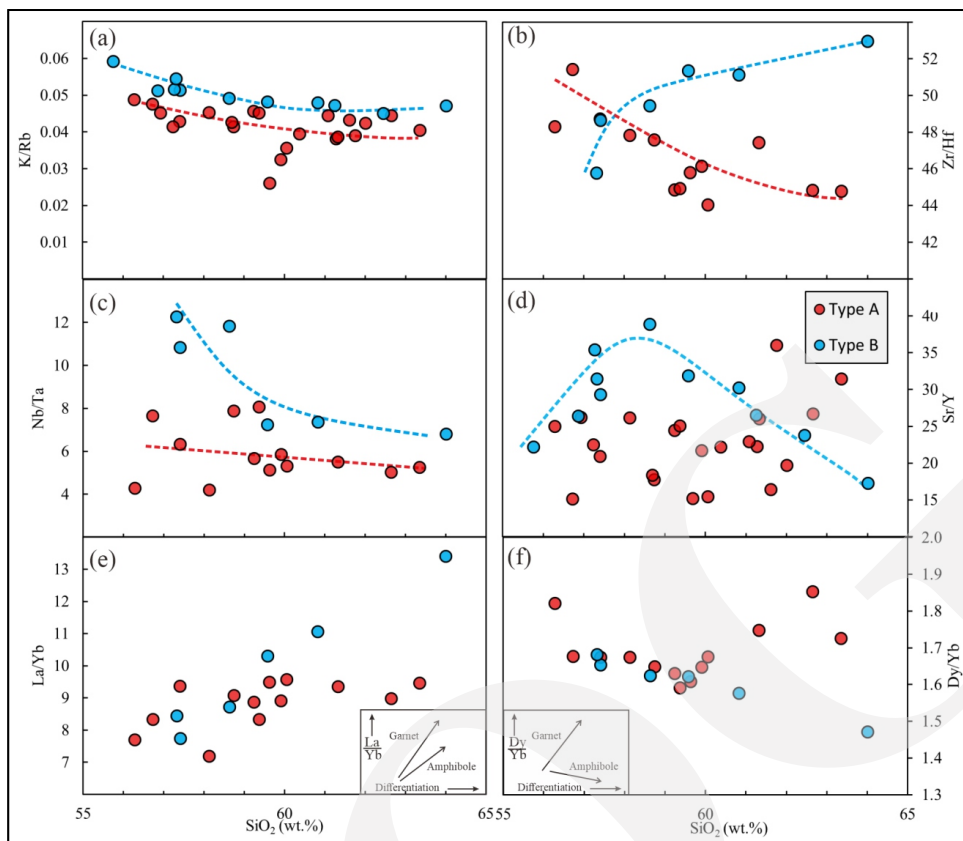 (a)
K/Rb
0.06
0.05
0.04
0.03
0.02
0.01
(b)
Zr/Hf
52
50
48
46
44
42
(c)
Nb/Ta
12
10
8
6
4
(d)
Type A
Type B
Sr/Y
40
35
30
25
20
15
(e)
La/Yb
13
12
11
10
9
8
7
La
Yb
Garnet
Amphibole
Differentiation
55
60
65
SiO2 (wt.%)
(f)
Dy/Yb
2.0
1.9
1.8
1.7
1.6
1.5
1.4
1.3
Dy
Yb
Garnet
Amphibole
Differentiation
60
65
SiO2 (wt.%)